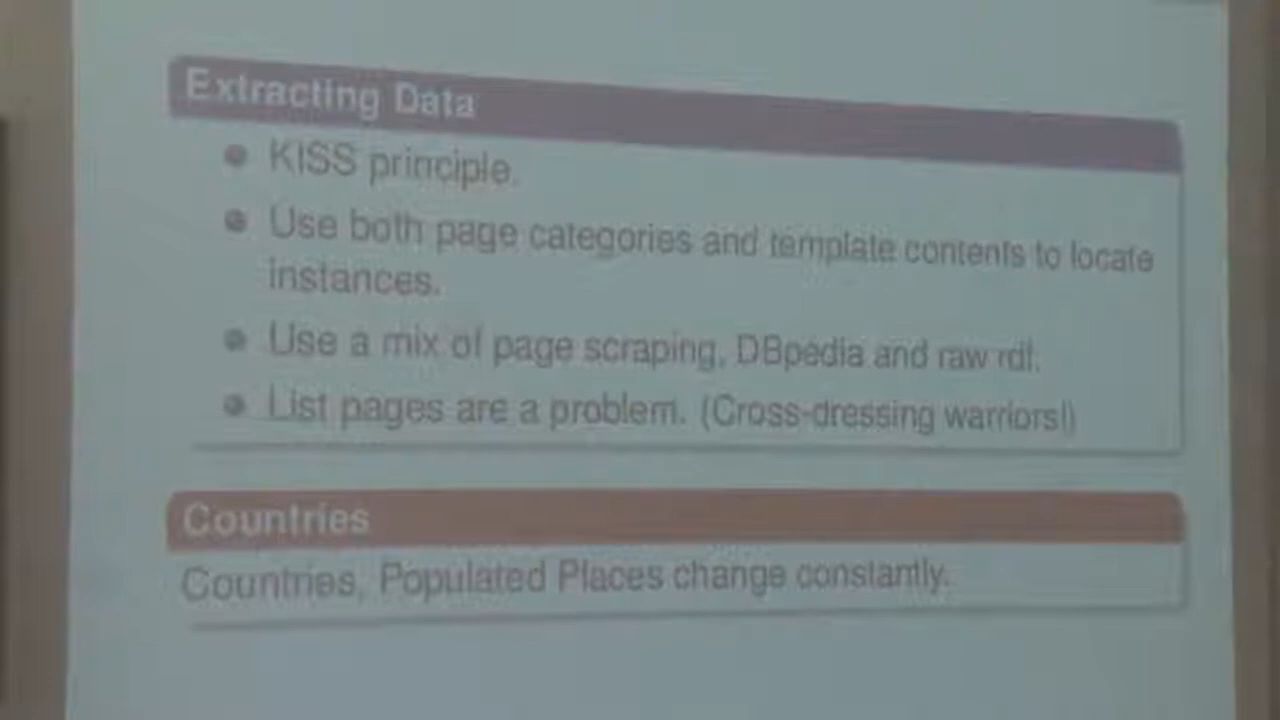 Extracting Data
KISS principle.
Use both page categories and template contents to locate
instances.
Use a mix of page scraping, DBpedia and raw rdf.
List pages are a problem. (Cross-dressing warriors!)
Countries
Countries, Populated Places change constantly.